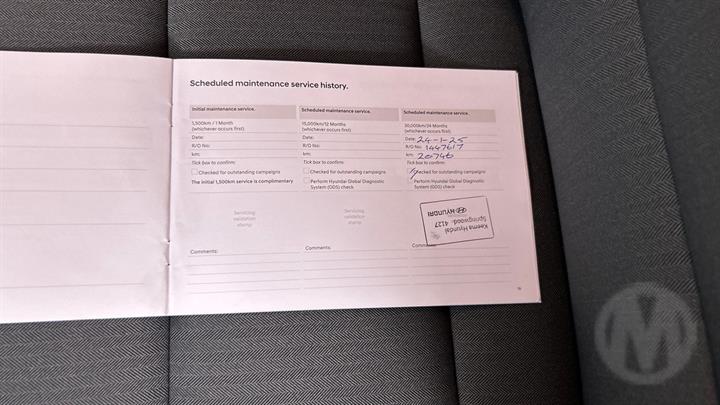 Scheduled maintenance service history.
Initial maintenance service.
1,500km / 1 Month
(whichever occurs first)
Date:
R/O No:
km:
Tick box to confirm:
Checked for outstanding campaigns
The initial 1,500km service is complimentary
Servicing
validation
stamp
Comments:
Scheduled maintenance service.
15,000km/12 Months
(whichever occurs first)
Date:
R/O No:
km:
Tick box to confirm:
Checked for outstanding campaigns
Perform Hyundai Global Diagnostic
System (GDS) check
Servicing
validation
stamp
Comments:
Scheduled maintenance service.
30,000km/24 Months
(whichever occurs first)
Date: 24-1-25
R/O No: 1447617
km: 20746
Tick box to confirm:
Checked for outstanding campaigns
Perform Hyundai Global Diagnostic
System (GDS) check
Keema Hyundai
Springwood - 4127
HYUNDAI
Comments:
M